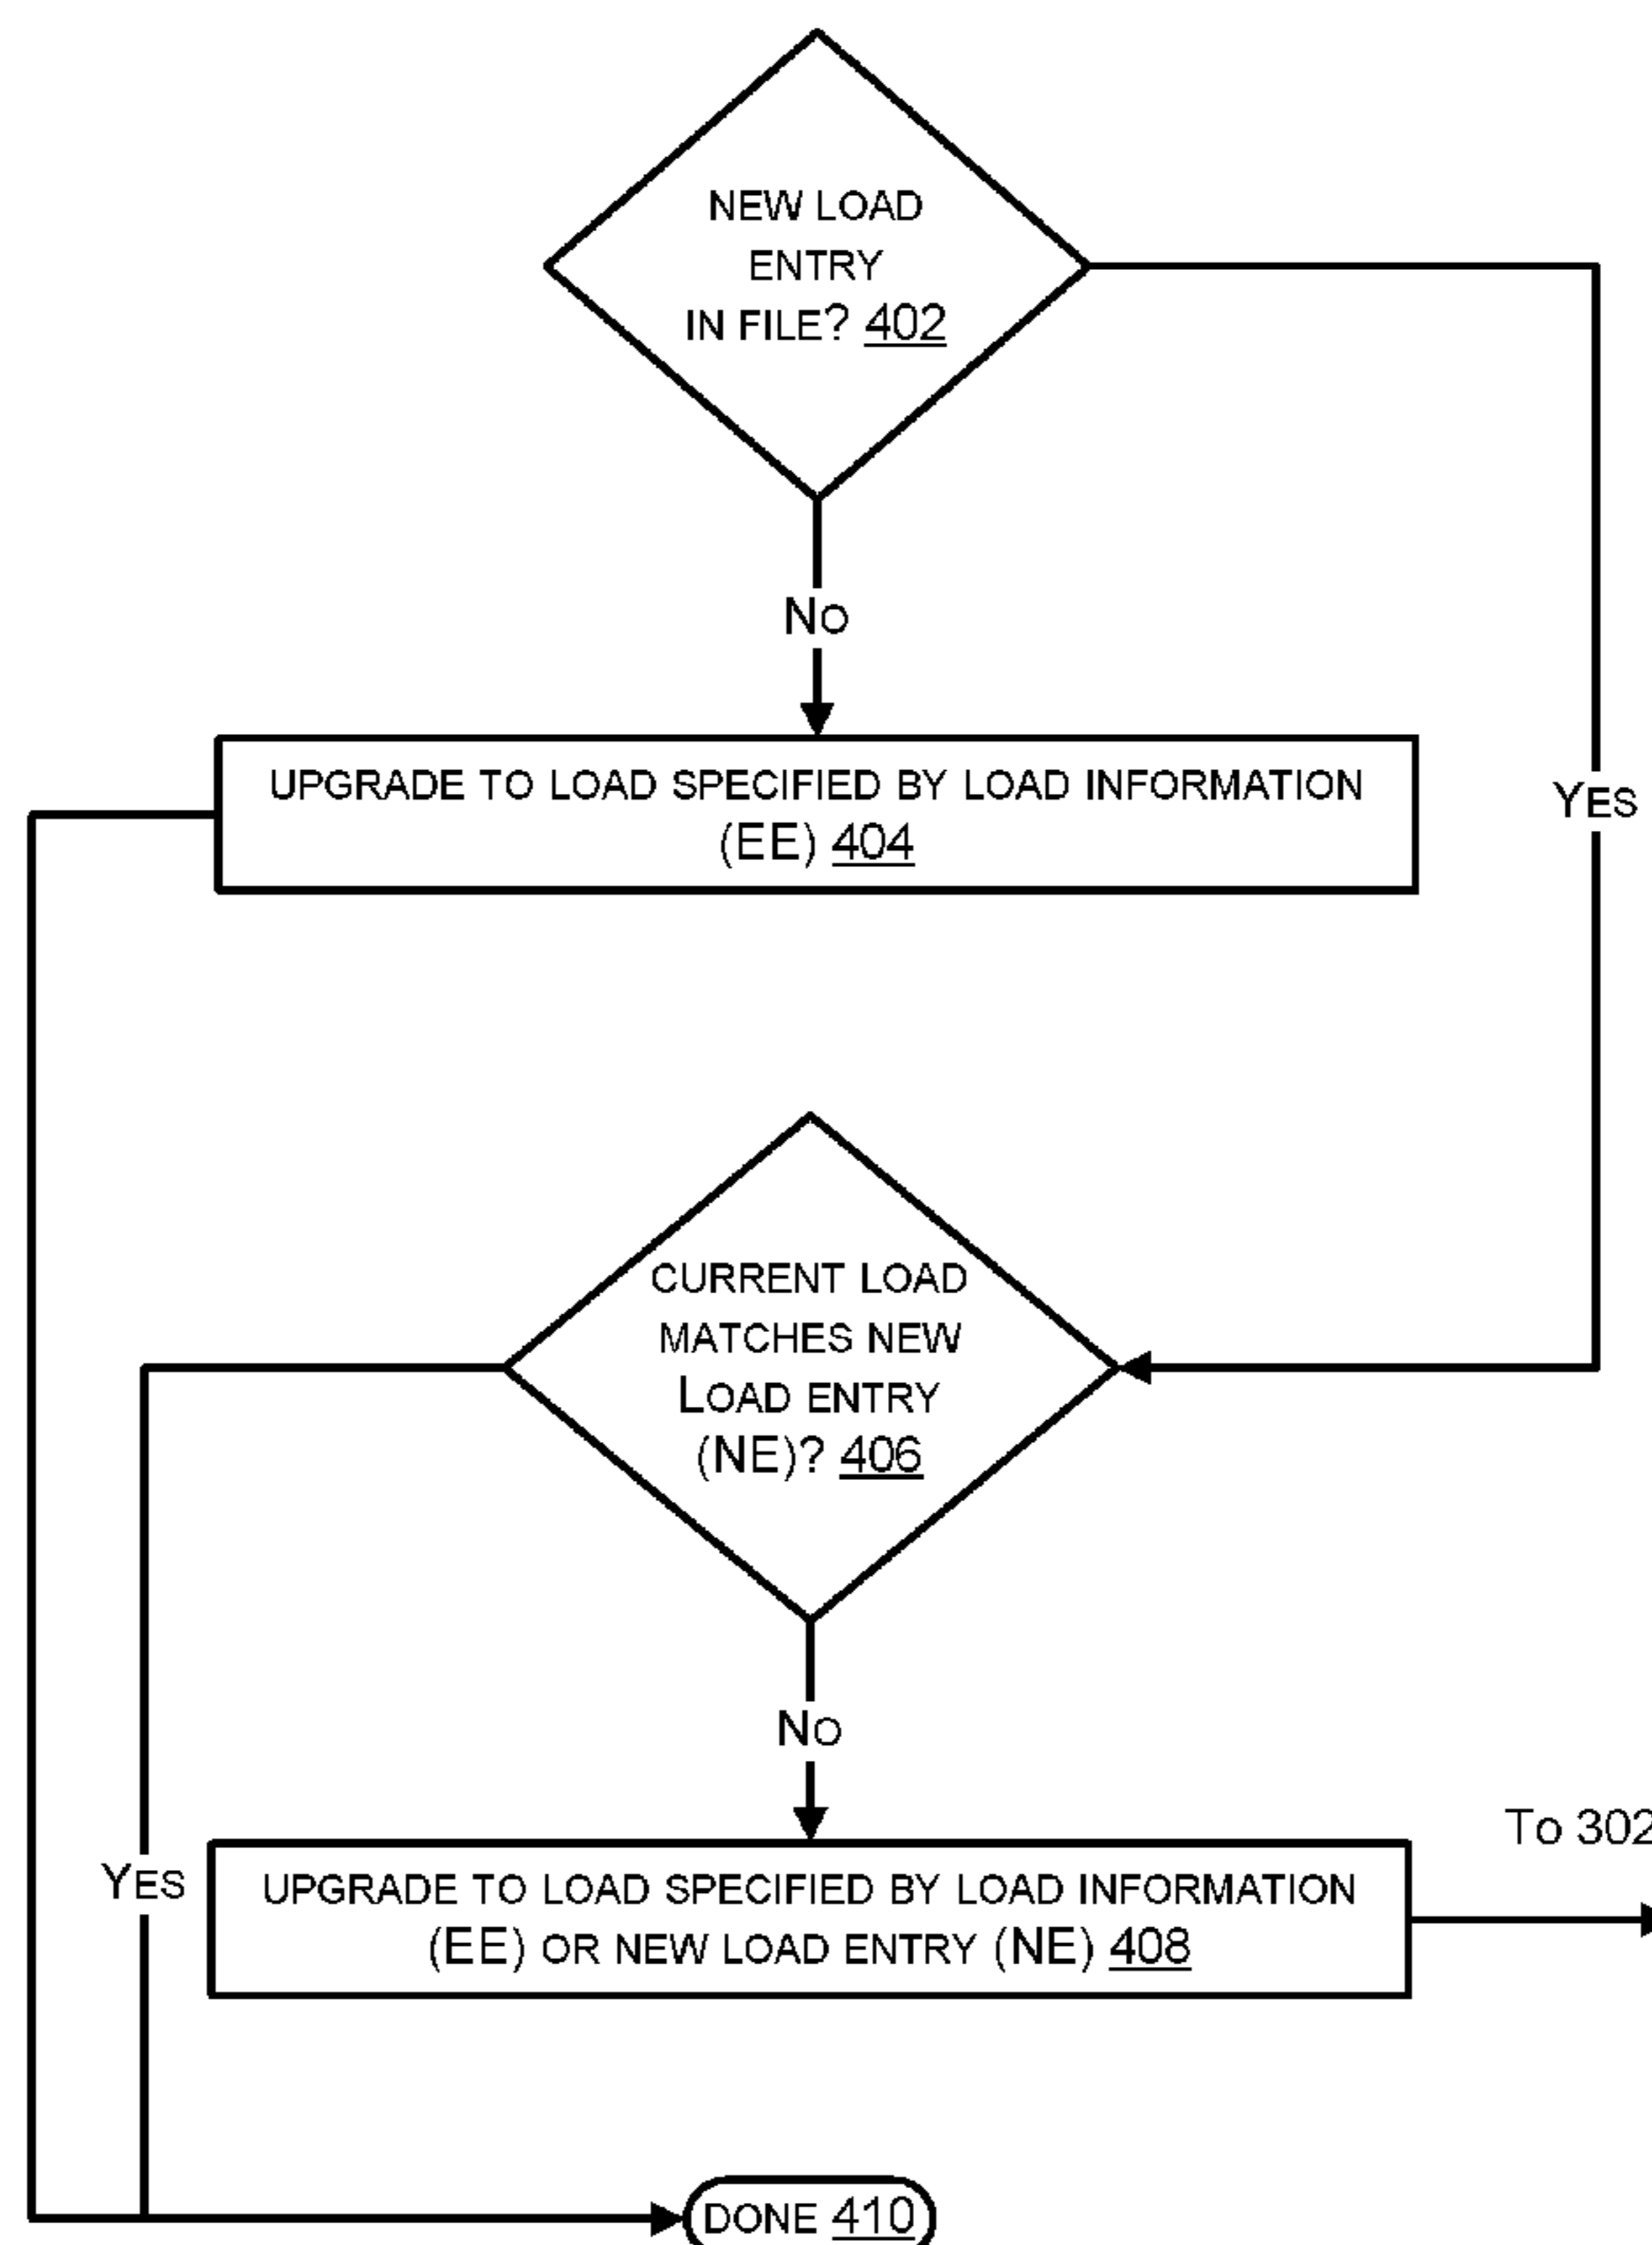 NEW LOAD
ENTRY
IN FILE? 402
NO
UPGRADE TO LOAD SPECIFIED BY LOAD INFORMATION
(EE) 404
YES
CURRENT LOAD
MATCHES NEW
LOAD ENTRY
(NE)? 406
NO
To 302
YES
UPGRADE TO LOAD SPECIFIED BY LOAD INFORMATION
(EE) OR NEW LOAD ENTRY (NE) 408
DONE 410